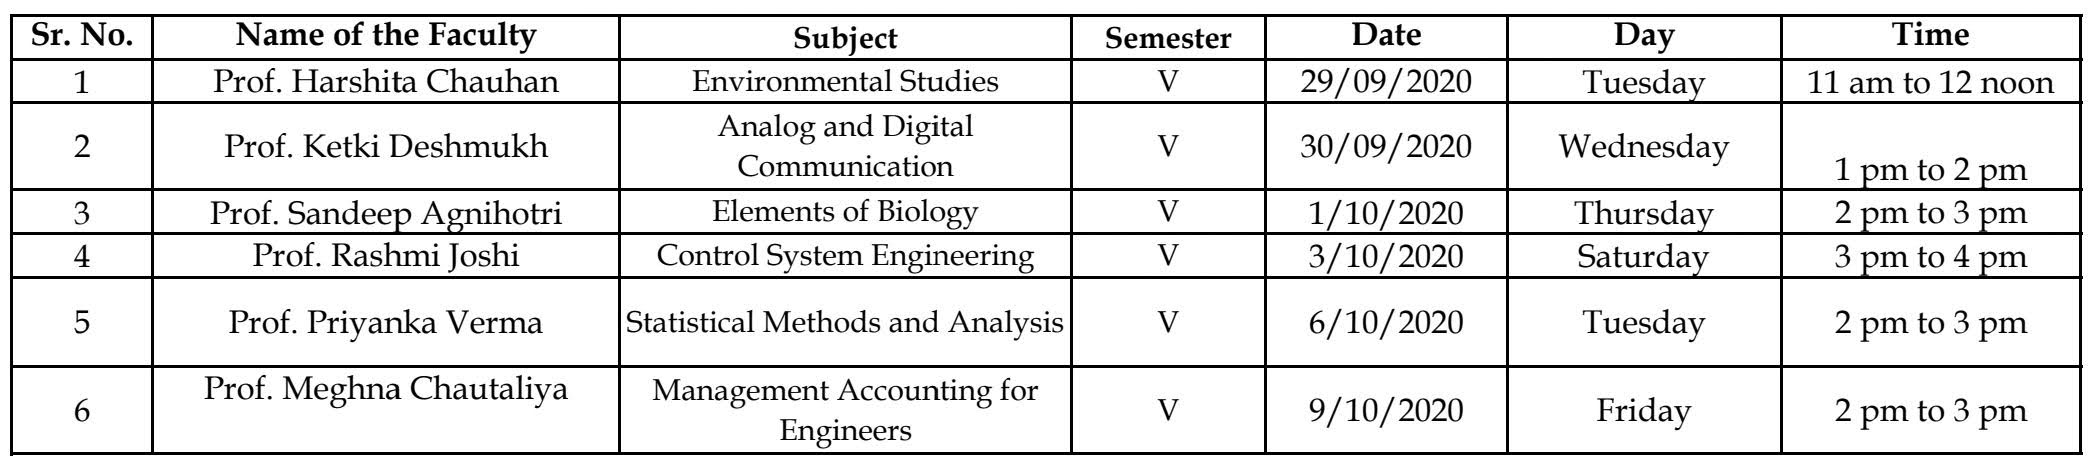 Sr. No. Name of the Faculty Subject Semester Date Day Time
1 Prof. Harshita Chauhan Environmental Studies V 29/09/2020 Tuesday 11 am to 12 noon
2 Prof. Ketki Deshmukh Analog and Digital
Communication V 30/09/2020 Wednesday 1 pm to 2 pm
3 Prof. Sandeep Agnihotri Elements of Biology V 1/10/2020 Thursday 2 pm to 3 pm
4 Prof. Rashmi Joshi Control System Engineering V 3/10/2020 Saturday 3 pm to 4 pm
5 Prof. Priyanka Verma Statistical Methods and Analysis V 6/10/2020 Tuesday 2 pm to 3 pm
6 Prof. Meghna Chautaliya Management Accounting for
Engineers V 9/10/2020 Friday 2 pm to 3 pm